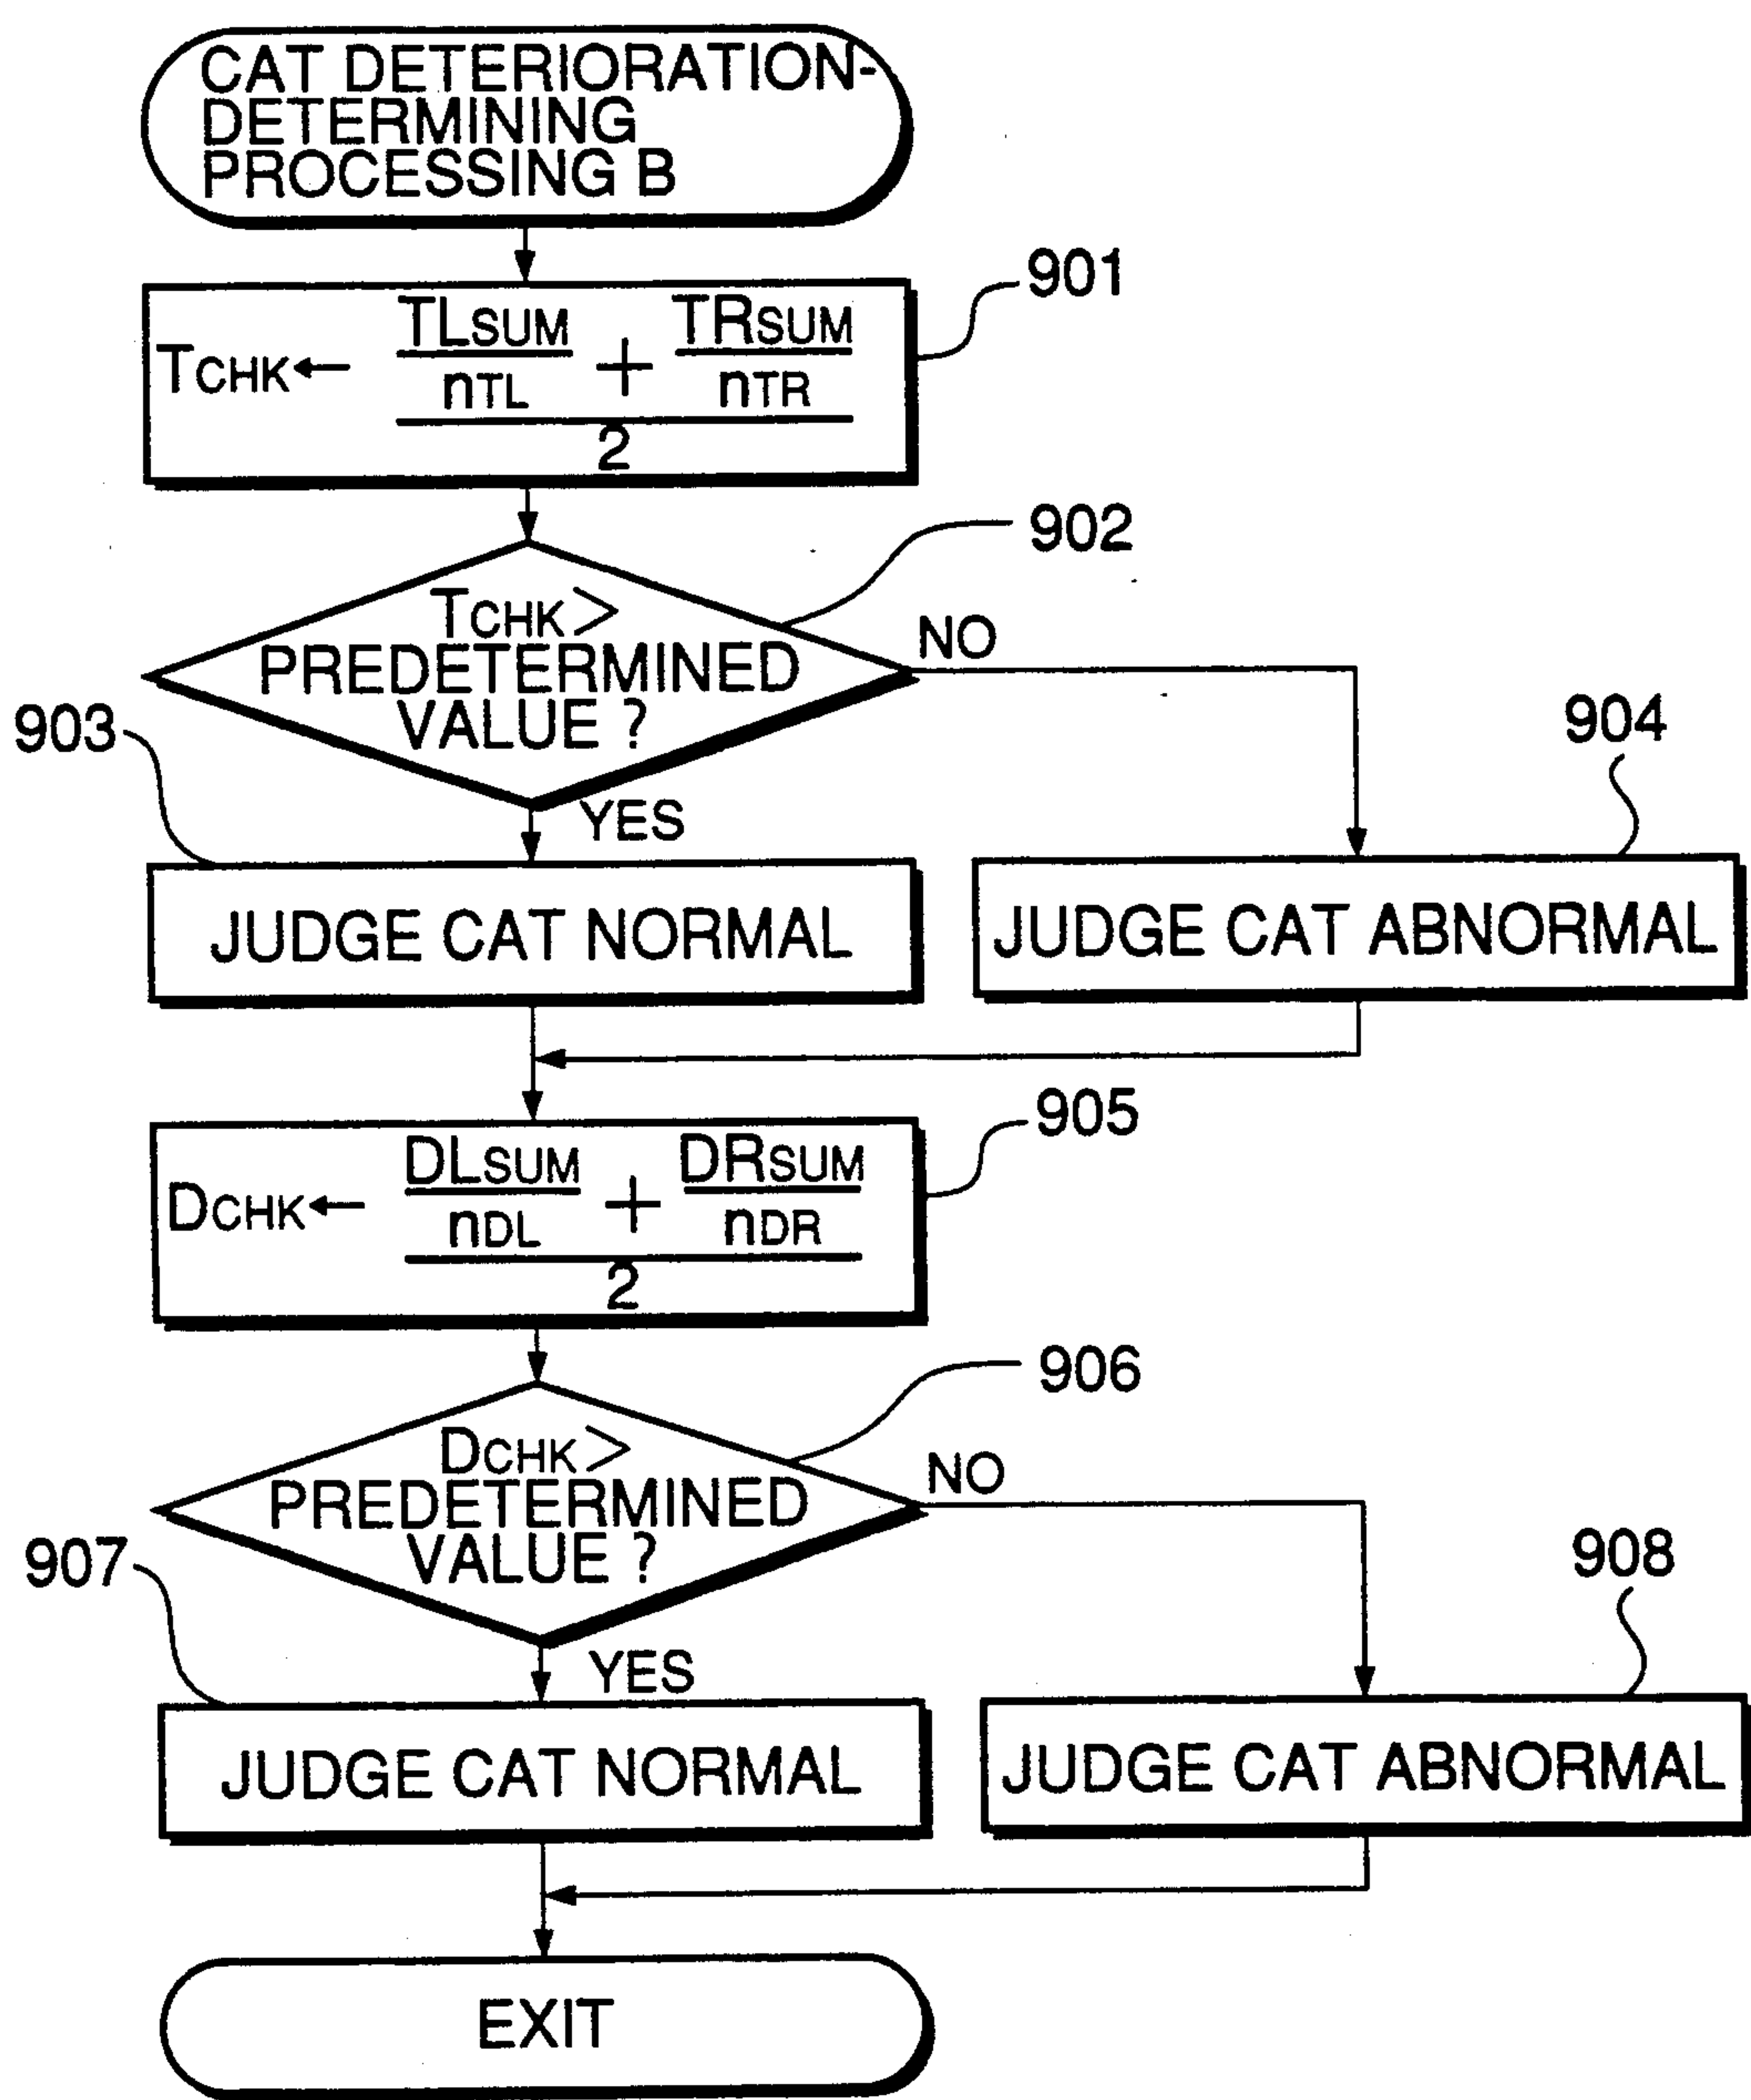 CAT DETERIORATION-
DETERMINING
PROCESSING B
901
TLSUM TRSUM
TCHK← +
nTL nTR
2
902
TCHK>
PREDETERMINED
VALUE ?
NO
903
904
YES
JUDGE CAT NORMAL
JUDGE CAT ABNORMAL
905
DLSUM DRSUM
DCHK← +
nDL nDR
2
906
DCHK>
PREDETERMINED
VALUE ?
NO
907
908
YES
JUDGE CAT NORMAL
JUDGE CAT ABNORMAL
EXIT